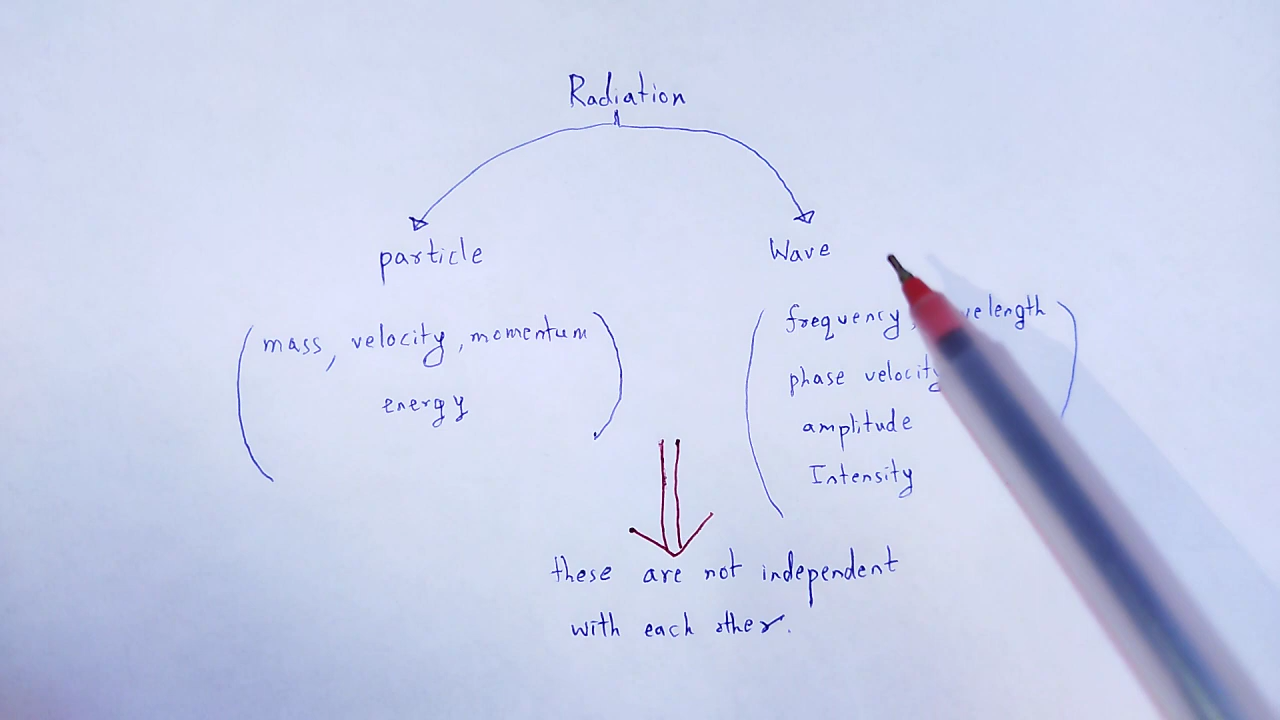 Radiation
particle
Wave
mass, velocity, momentum
energy
frequency,
phase velocity
amplitude
Intensity
these are not independent
with each other.